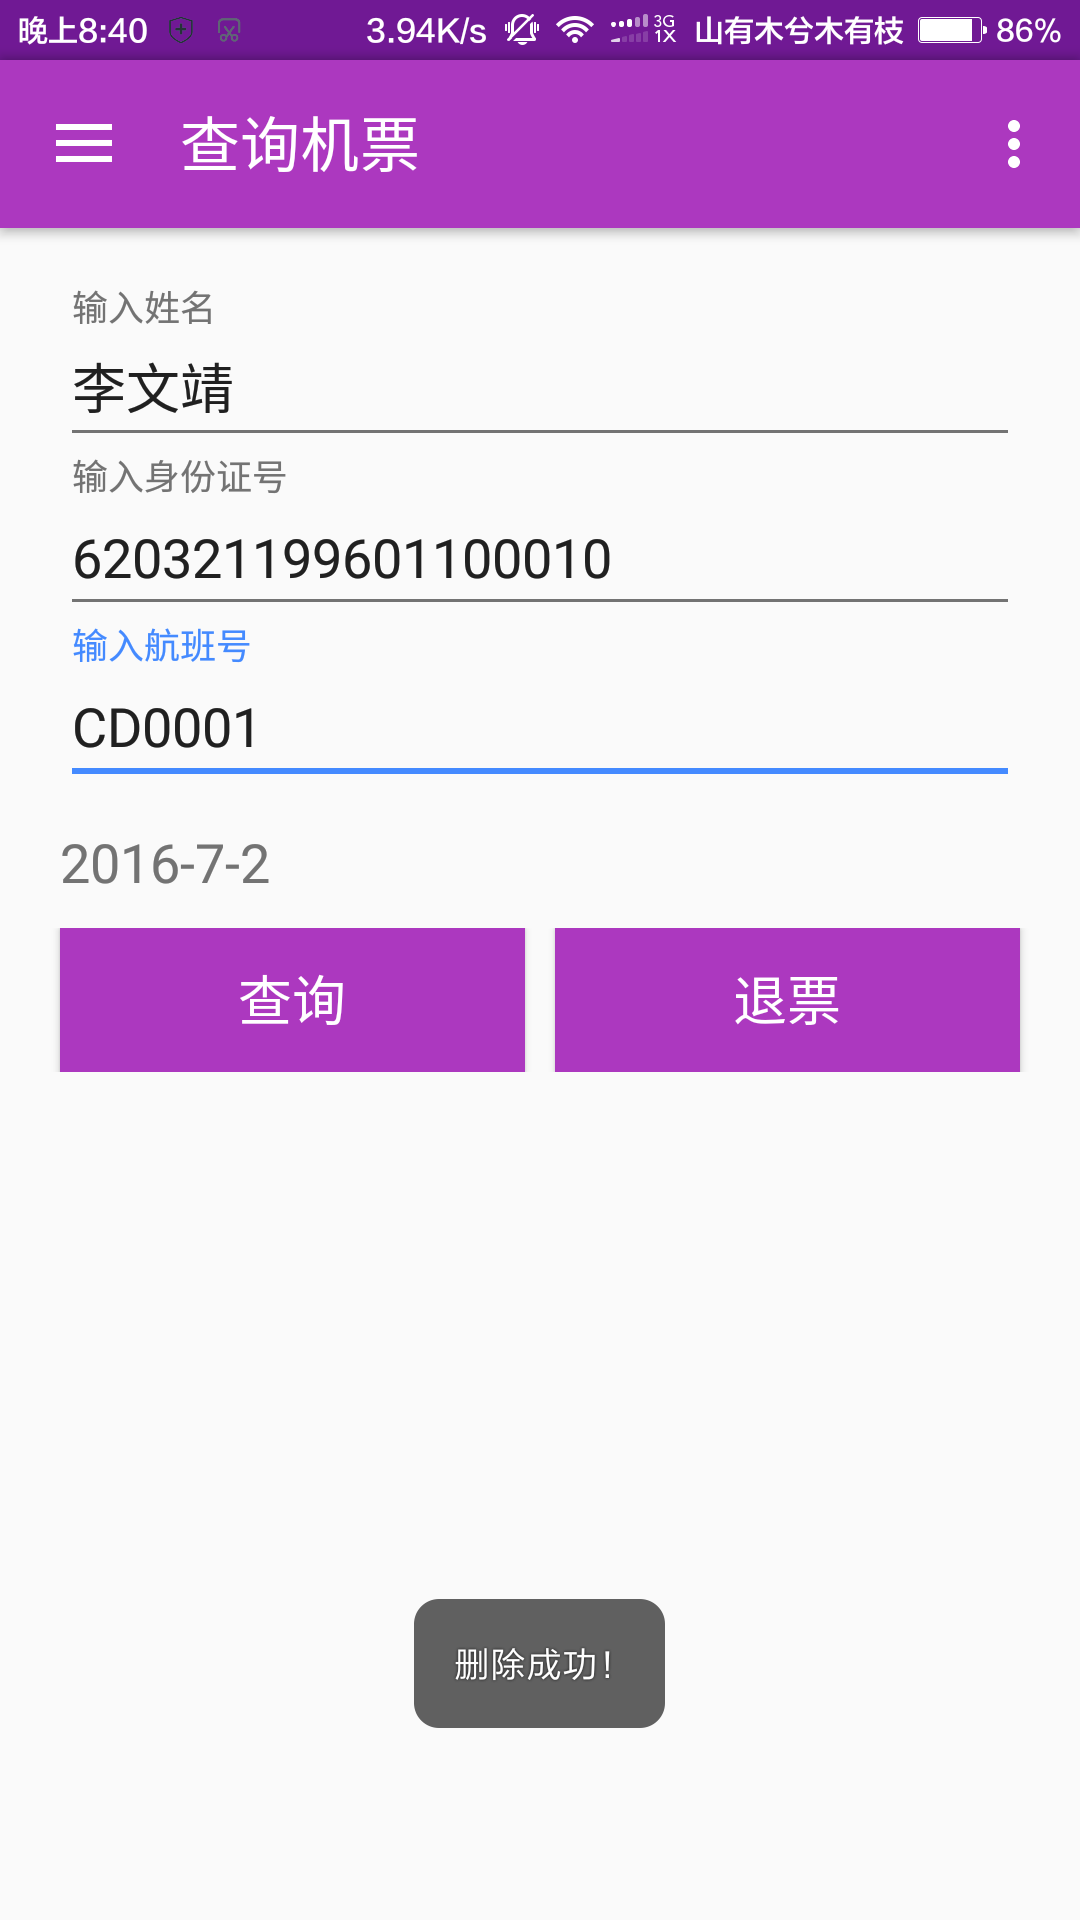 晚上8:40 3.94K/s 3G 1X 山有木兮木有枝 86%
查询机票
输入姓名
李文靖
输入身份证号
620321199601100010
输入航班号
CD0001
2016-7-2
查询 退票
删除成功！